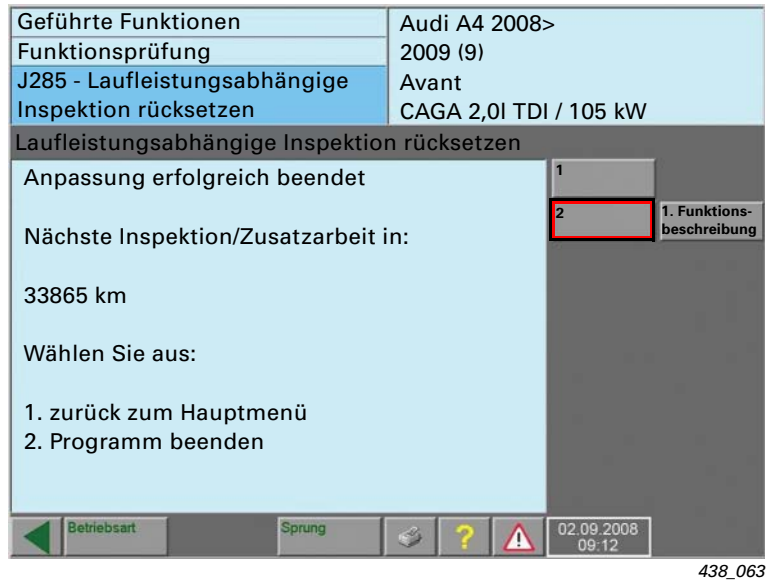 Geführte Funktionen
Funktionsprüfung
J285 - Laufleistungsabhängige
Inspektion rücksetzen
Audi A4 2008>
2009 (9)
Avant
CAGA 2,0l TDI / 105 kW
Laufleistungsabhängige Inspektion rücksetzen
Anpassung erfolgreich beendet
Nächste Inspektion/Zusatzarbeit in:
33865 km
Wählen Sie aus:
1. zurück zum Hauptmenü
2. Programm beenden
1
2
1. Funktions-
beschreibung
Betriebsart
Sprung
?
02.09.2008
09:12
438_063